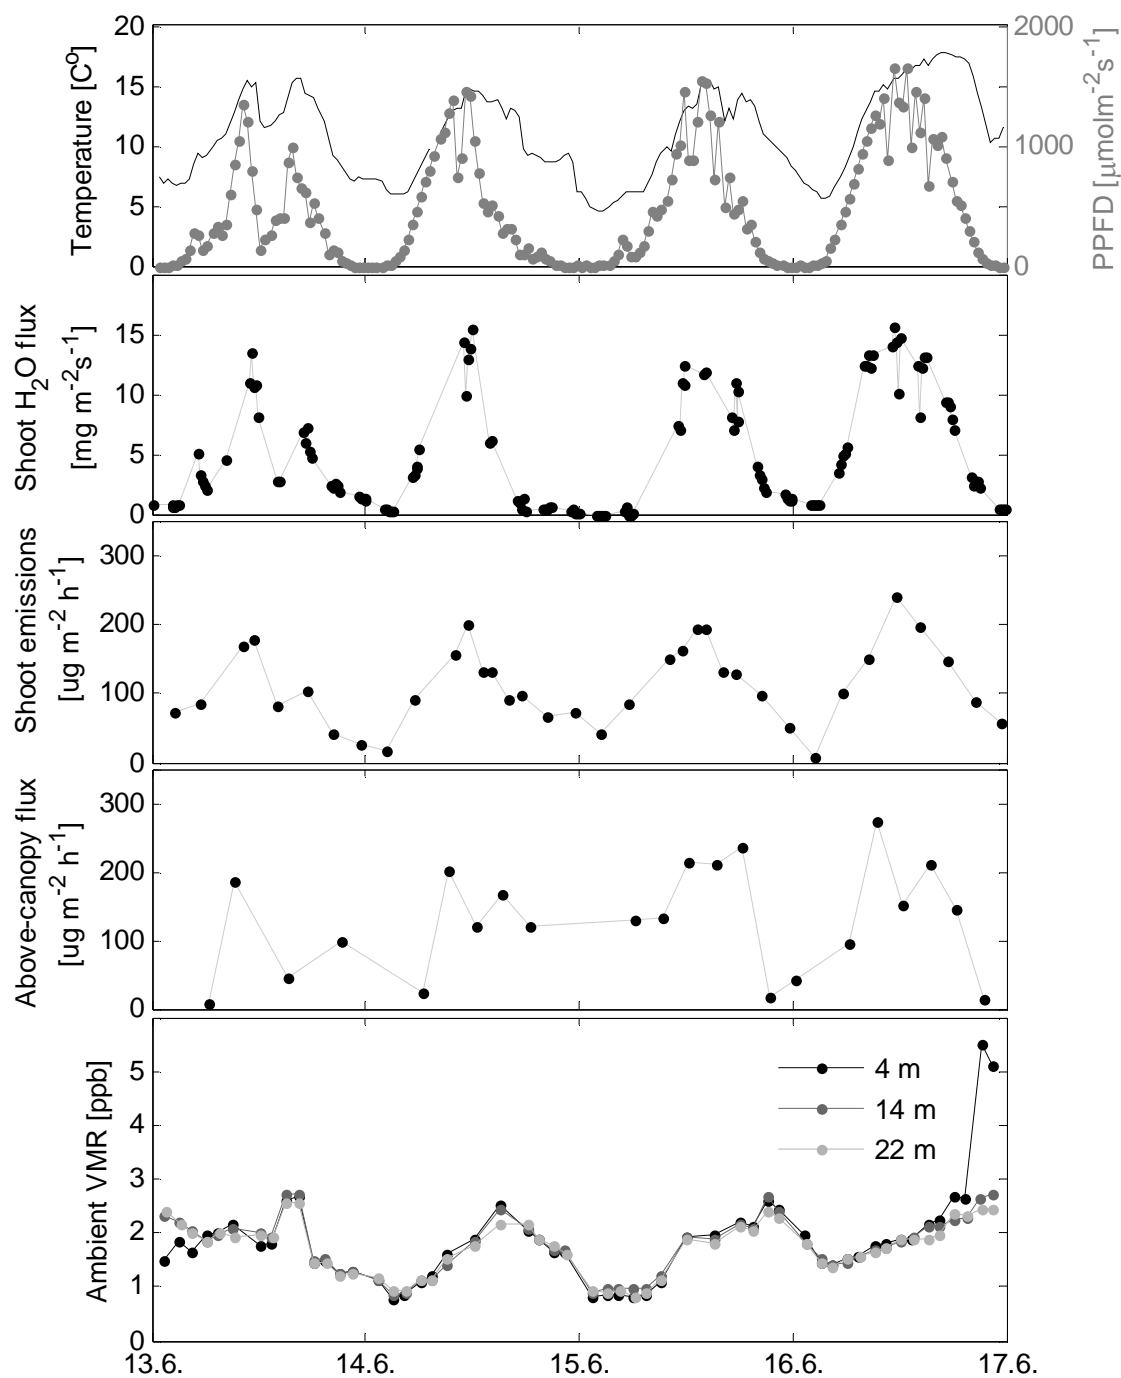 20
15
10
5
0
Temperature [C°]
2000
1000
0
PPFD [μmolm-2s-1]
15
10
5
0
Shoot H2O flux
[mg m-2s-1]
300
200
100
0
Shoot emissions
[ug m-2 h-1]
300
200
100
0
Above-canopy flux
[ug m-2 h-1]
5
4
3
2
1
0
Ambient VMR [ppb]
4 m
14 m
22 m
13.6. 14.6. 15.6. 16.6. 17.6.